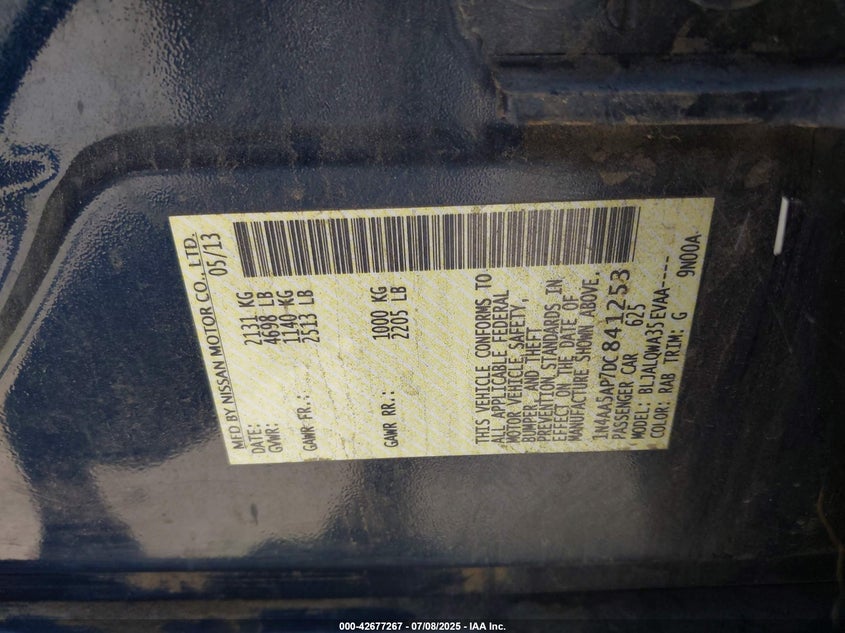 MFD BY NISSAN MOTOR CO., LTD.
DATE: 05/13
GVWR: 2131 KG
4698 LB
GAWR FR.: 1140 KG
2513 LB
GAWR RR.: 1000 KG
2205 LB
THIS VEHICLE CONFORMS TO
ALL APPLICABLE FEDERAL
MOTOR VEHICLE SAFETY,
BUMPER, AND THEFT
PREVENTION STANDARDS IN
EFFECT ON THE DATE OF
MANUFACTURE SHOWN ABOVE.
1N4AA5AP7DC841253
PASSENGER CAR 625
MODEL: BLJALQWA35EVAA----
COLOR: RAB TRIM: G 9N00A
000-42677267 - 07/08/2025 - IAA Inc.